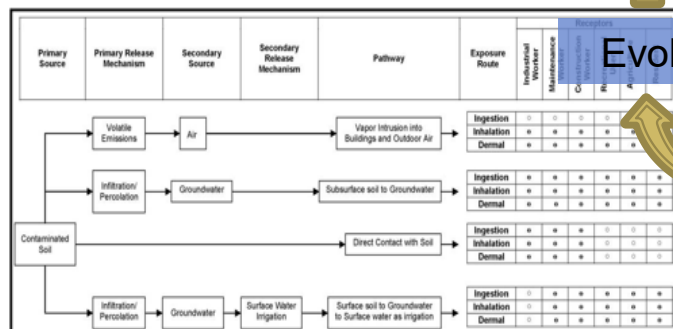 Receptors
Primary Source
Primary Release Mechanism
Secondary Source
Secondary Release Mechanism
Pathway
Exposure Route
Industrial Worker
Maintenance Worker
Construction Worker
Evol
Volatile Emissions
Air
Vapor Intrusion into Buildings and Outdoor Air
Ingestion
Inhalation
Dermal
Infiltration/ Percolation
Groundwater
Subsurface soil to Groundwater
Ingestion
Inhalation
Dermal
Contaminated Soil
Direct Contact with Soil
Ingestion
Inhalation
Dermal
Infiltration/ Percolation
Groundwater
Surface Water Irrigation
Surface soil to Groundwater to Surface water as irrigation
Ingestion
Inhalation
Dermal